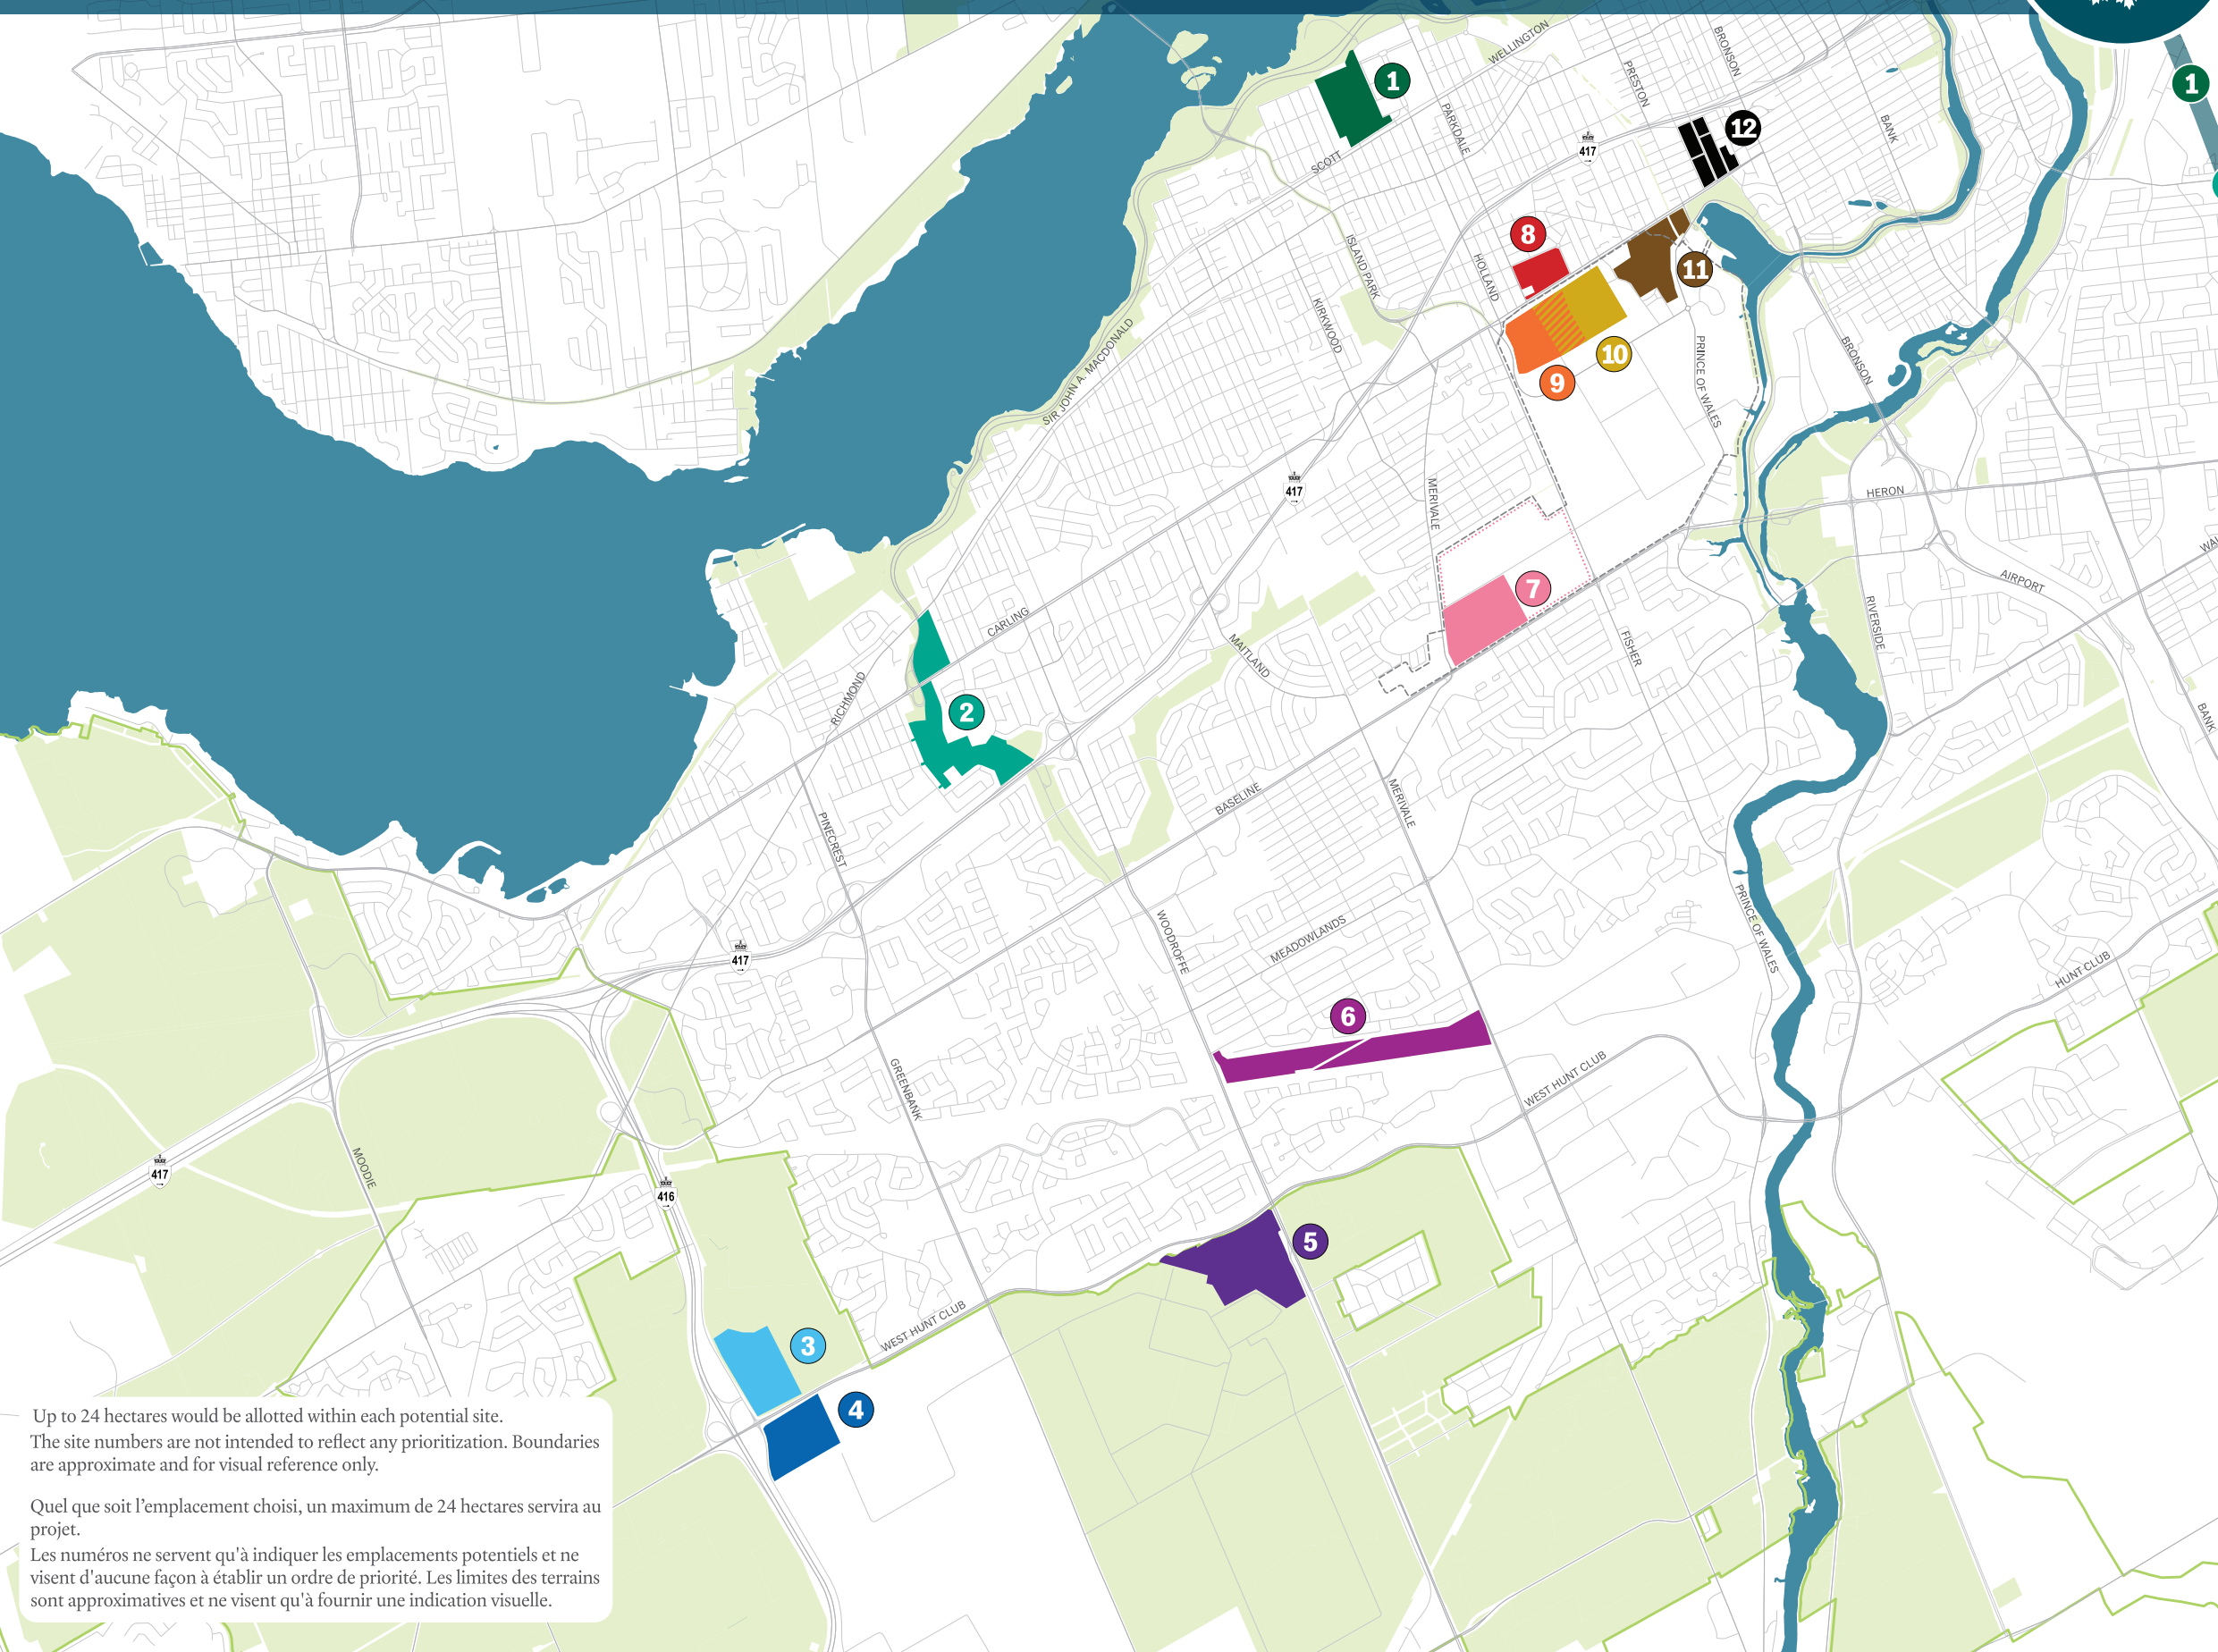 WELLINGTON
BRONSON
PRESTON
1
1
PARKDALE
417
12
BANK
SCOTT
ISLAND PARK
HOLLAND
8
11
KIRKWOOD
10
9
PRINCE OF WALES
BRONSON
SIR JOHN A. MACDONALD
417
MERIVALE
HERON
AIRPORT
7
RIVERSIDE
FISHER
CARLING
MAITLAND
RICHMOND
2
BANK
BASELINE
MERIVALE
PINECREST
PRINCE OF WALES
WOODROFFE
MEADOWLANDS
417
HUNT CLUB
6
WEST HUNT CLUB
GREENBANK
MOODIE
417
416
5
WEST HUNT CLUB
3
4
Up to 24 hectares would be allotted within each potential site.
The site numbers are not intended to reflect any prioritization. Boundaries
are approximate and for visual reference only.
Quel que soit l’emplacement choisi, un maximum de 24 hectares servira au
projet.
Les numéros ne servent qu'à indiquer les emplacements potentiels et ne
visent d'aucune façon à établir un ordre de priorité. Les limites des terrains
sont approximatives et ne visent qu'à fournir une indication visuelle.